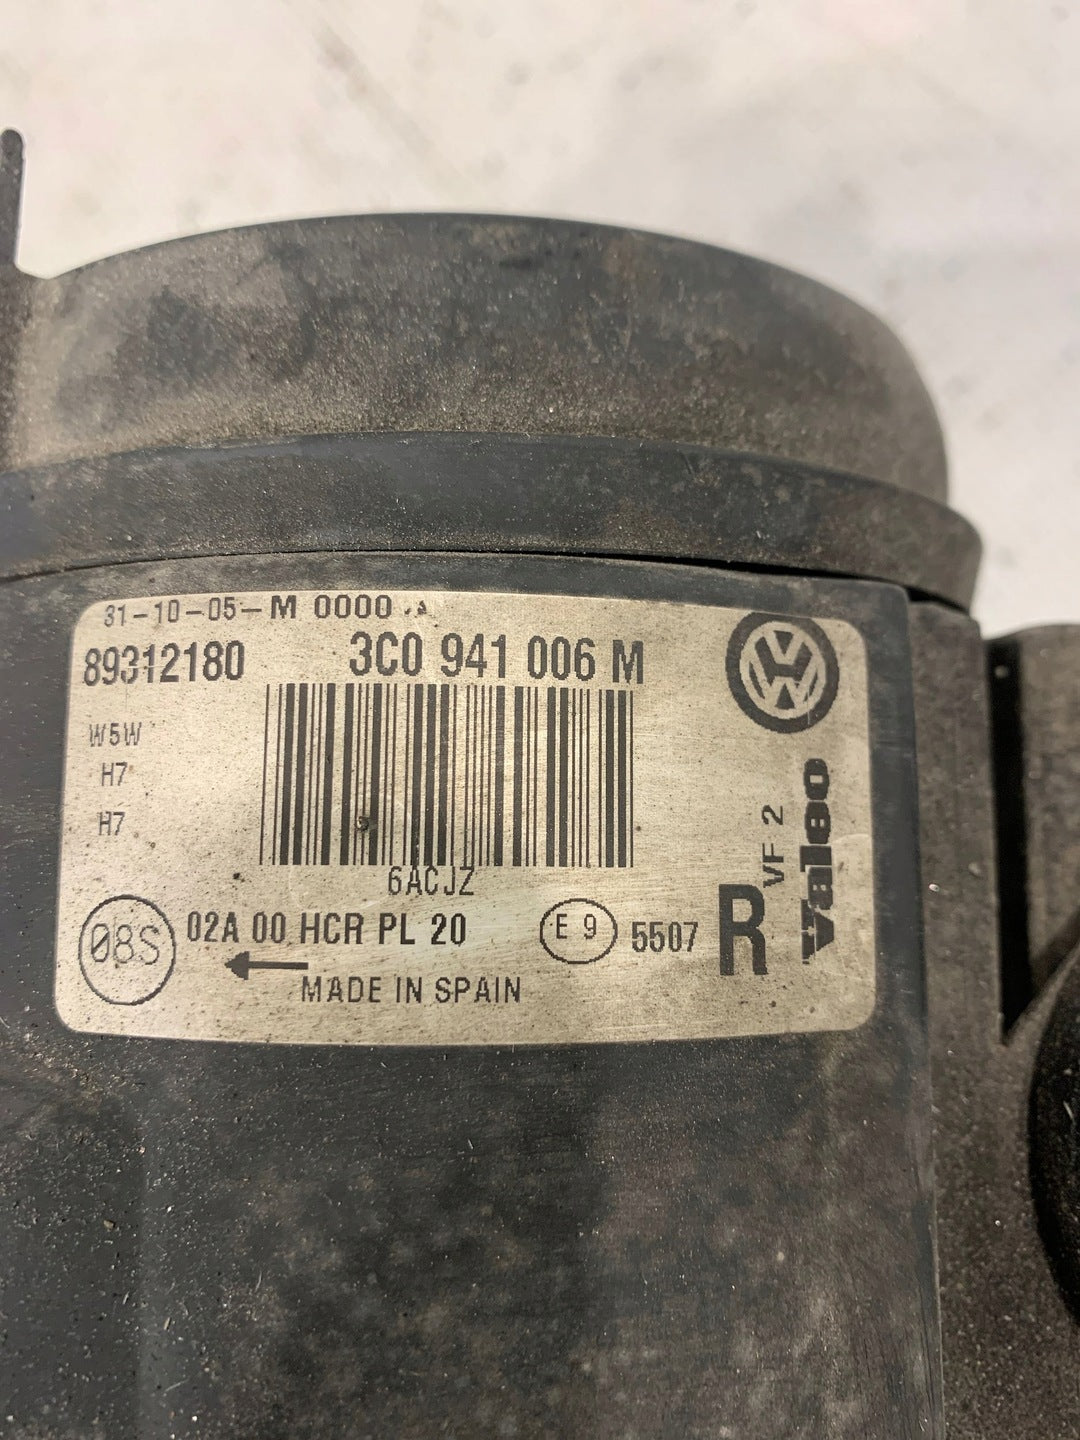 31-10-05-M 0000 .A
89312180 3C0 941 006 M
W5W
H7
H7
6ACJZ
08S 02A 00 HCR PL 20 E 9 5507 R
MADE IN SPAIN
VF 2
Valeo